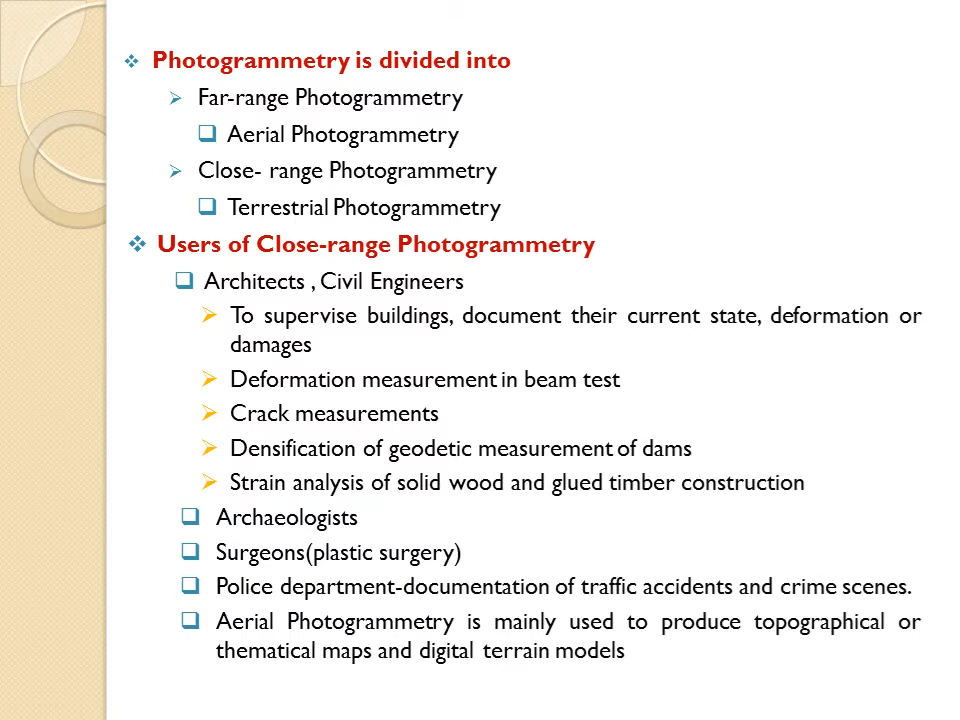 Photogrammetry is divided into
Far-range Photogrammetry
Aerial Photogrammetry
Close- range Photogrammetry
Terrestrial Photogrammetry
Users of Close-range Photogrammetry
Architects , Civil Engineers
To supervise buildings, document their current state, deformation or
damages
Deformation measurement in beam test
Crack measurements
Densification of geodetic measurement of dams
Strain analysis of solid wood and glued timber construction
Archaeologists
Surgeons(plastic surgery)
Police department-documentation of traffic accidents and crime scenes.
Aerial Photogrammetry is mainly used to produce topographical or
thematical maps and digital terrain models